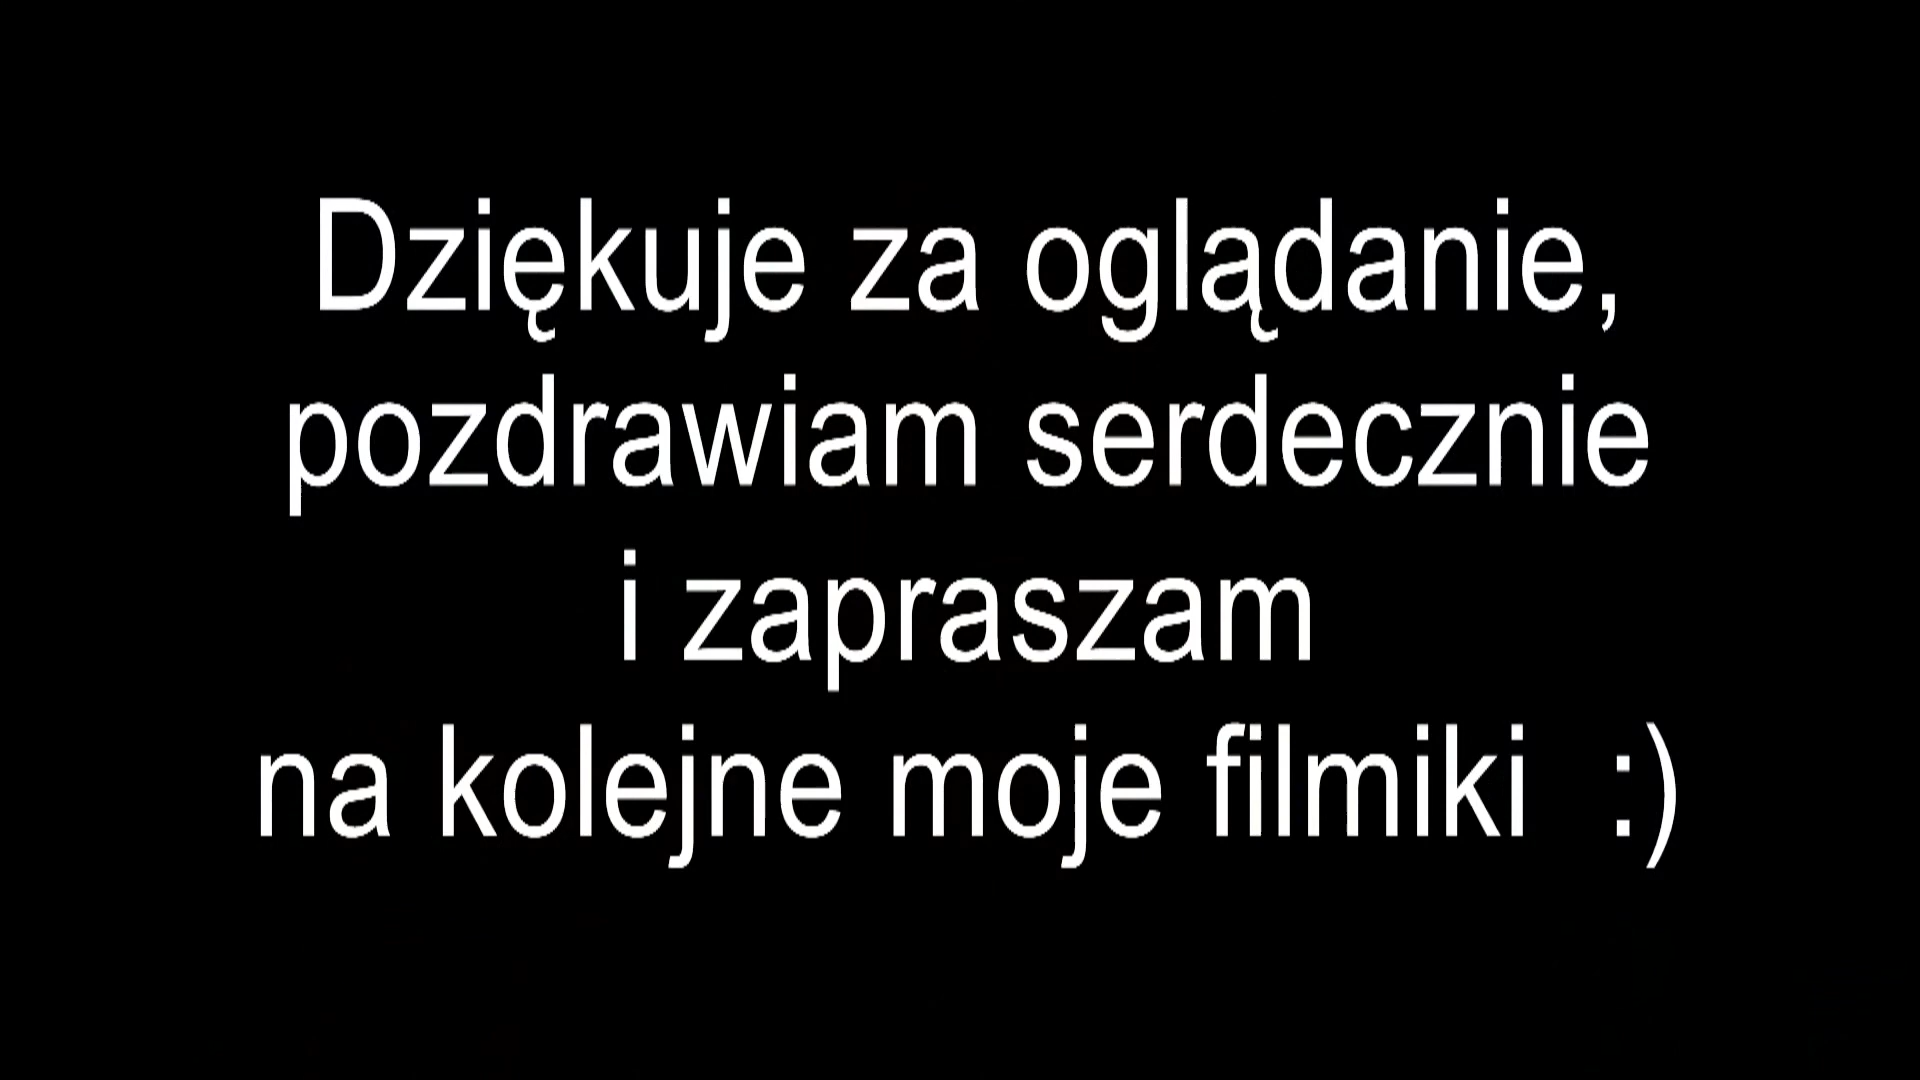 Dziękuje za oglądanie,
pozdrawiam serdecznie
i zapraszam
na kolejne moje filmiki  :)